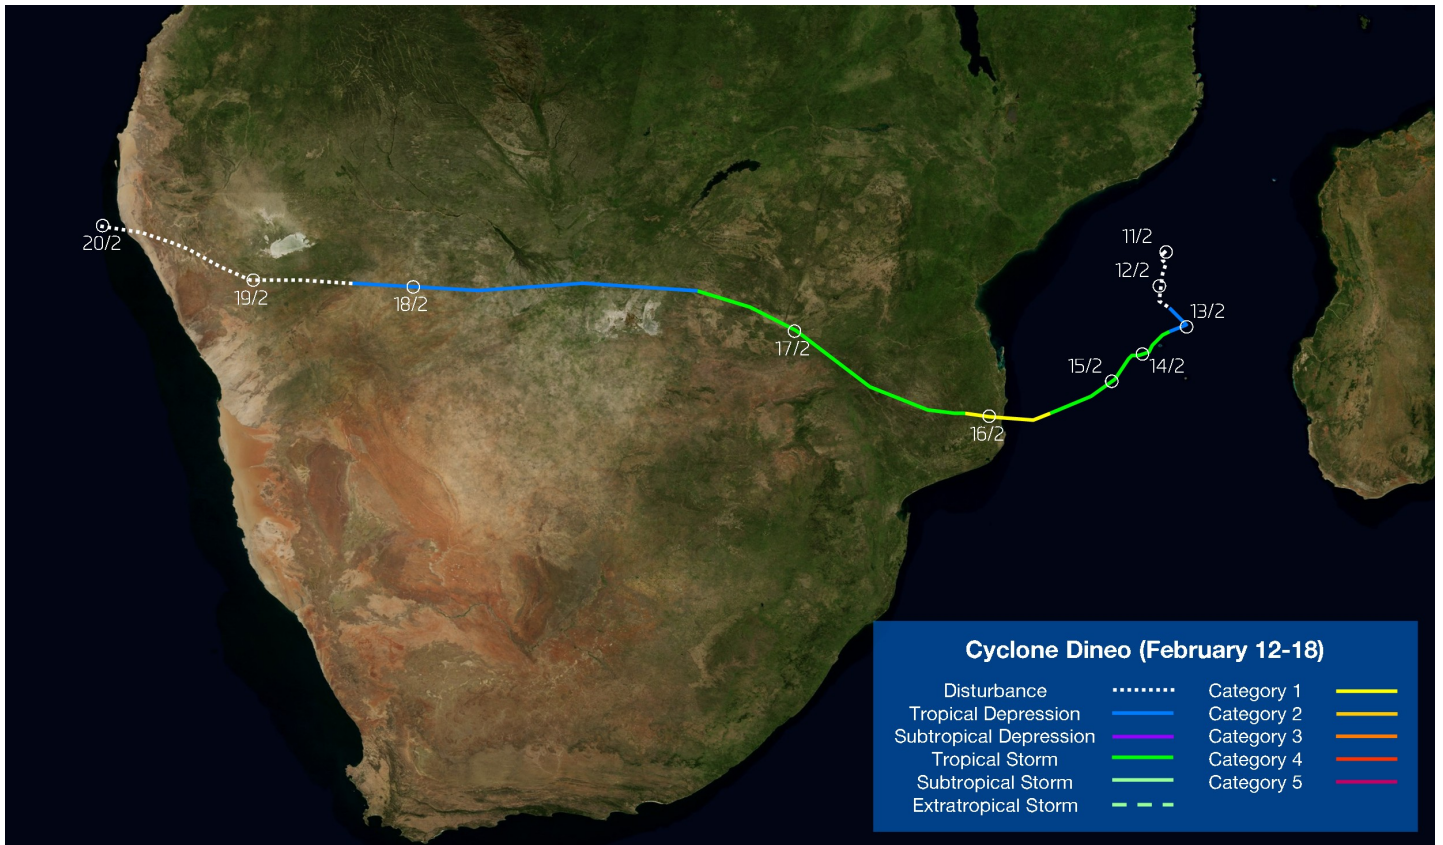 11/2
12/2
13/2
14/2
15/2
16/2
17/2
18/2
19/2
20/2
Cyclone Dineo (February 12-18)
Disturbance
Tropical Depression
Subtropical Depression
Tropical Storm
Subtropical Storm
Extratropical Storm
Category 1
Category 2
Category 3
Category 4
Category 5